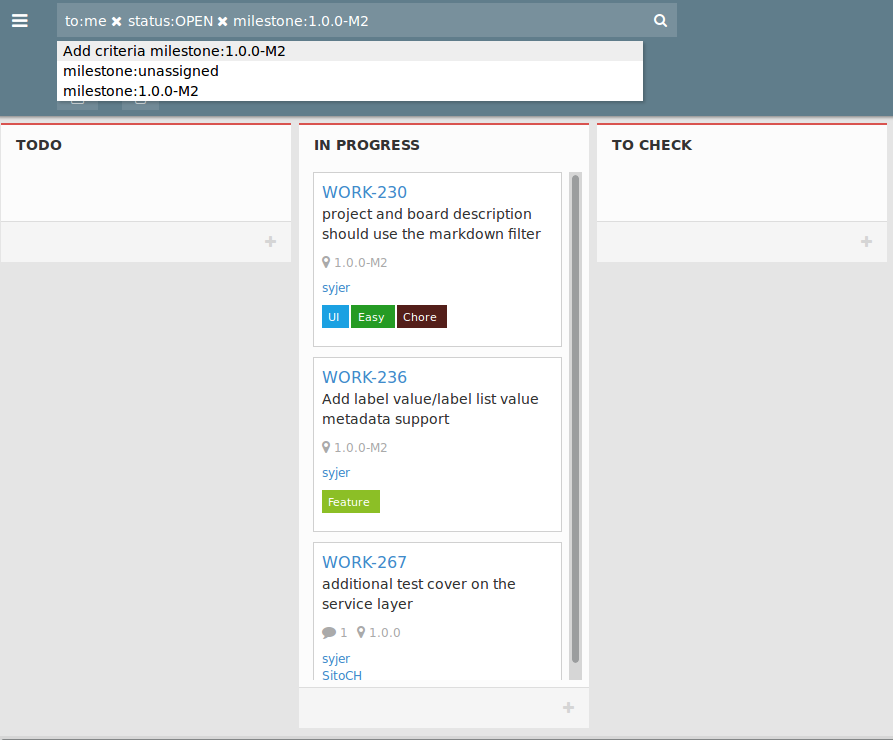 to:me ✖ status:OPEN ✖ milestone:1.0.0-M2
Add criteria milestone:1.0.0-M2
milestone:unassigned
milestone:1.0.0-M2
TODO
IN PROGRESS
WORK-230
project and board description
should use the markdown filter
1.0.0-M2
syjer
UI Easy Chore
WORK-236
Add label value/label list value
metadata support
1.0.0-M2
syjer
Feature
WORK-267
additional test cover on the
service layer
1 1.0.0
syjer
SitoCH
TO CHECK